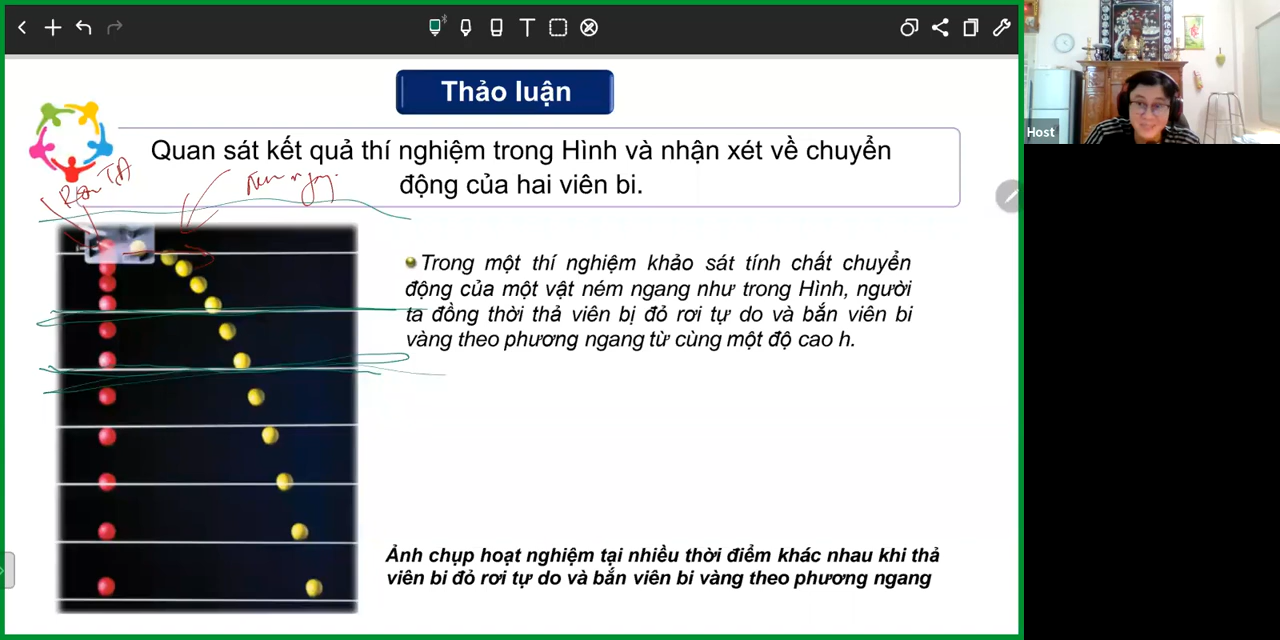 Thảo luận
Host
Quan sát kết quả thí nghiệm trong Hình và nhận xét về chuyển
động của hai viên bi.
Trong một thí nghiệm khảo sát tính chất chuyển
động của một vật ném ngang như trong Hình, người
ta đồng thời thả viên bị đỏ rơi tự do và bắn viên bi
vàng theo phương ngang từ cùng một độ cao h.
Ảnh chụp hoạt nghiệm tại nhiều thời điểm khác nhau khi thả
viên bi đỏ rơi tự do và bắn viên bi vàng theo phương ngang